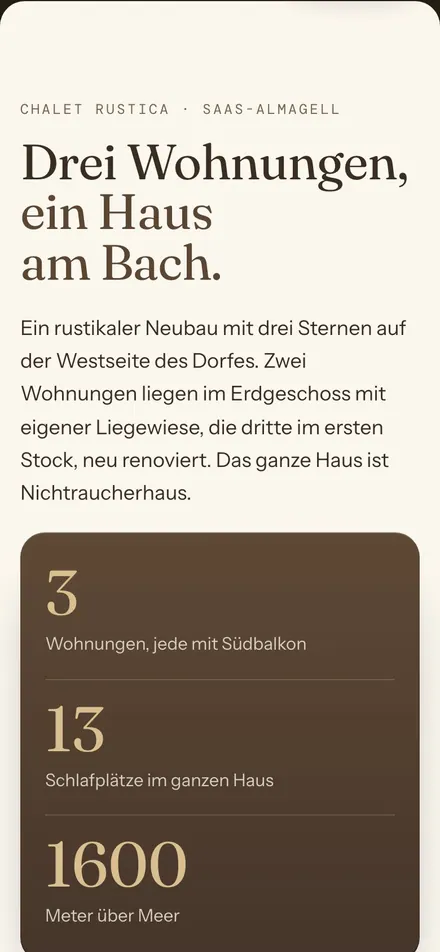 CHALET RUSTICA · SAAS-ALMAGELL
Drei Wohnungen,
ein Haus
am Bach.
Ein rustikaler Neubau mit drei Sternen auf
der Westseite des Dorfes. Zwei
Wohnungen liegen im Erdgeschoss mit
eigener Liegewiese, die dritte im ersten
Stock, neu renoviert. Das ganze Haus ist
Nichtraucherhaus.
3
Wohnungen, jede mit Südbalkon
13
Schlafplätze im ganzen Haus
1600
Meter über Meer